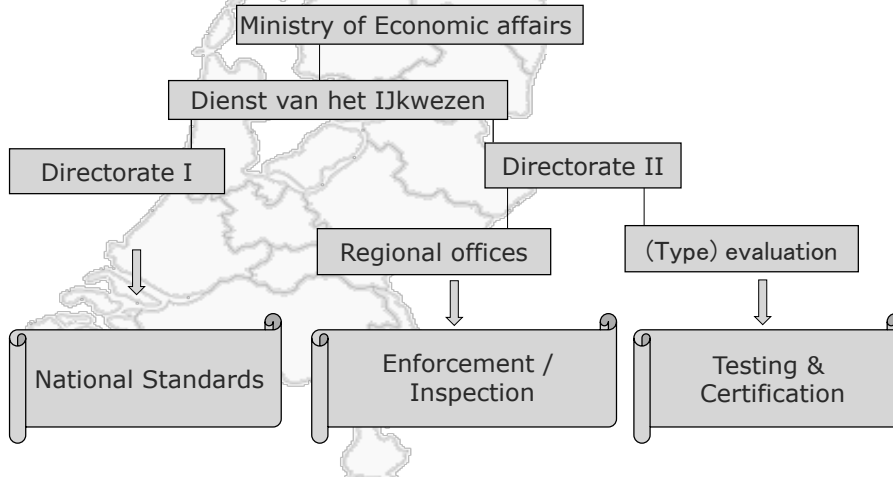 Ministry of Economic affairs
Dienst van het IJkwezen
Directorate I
Directorate II
Regional offices
(Type) evaluation
National Standards
Enforcement /
Inspection
Testing &
Certification